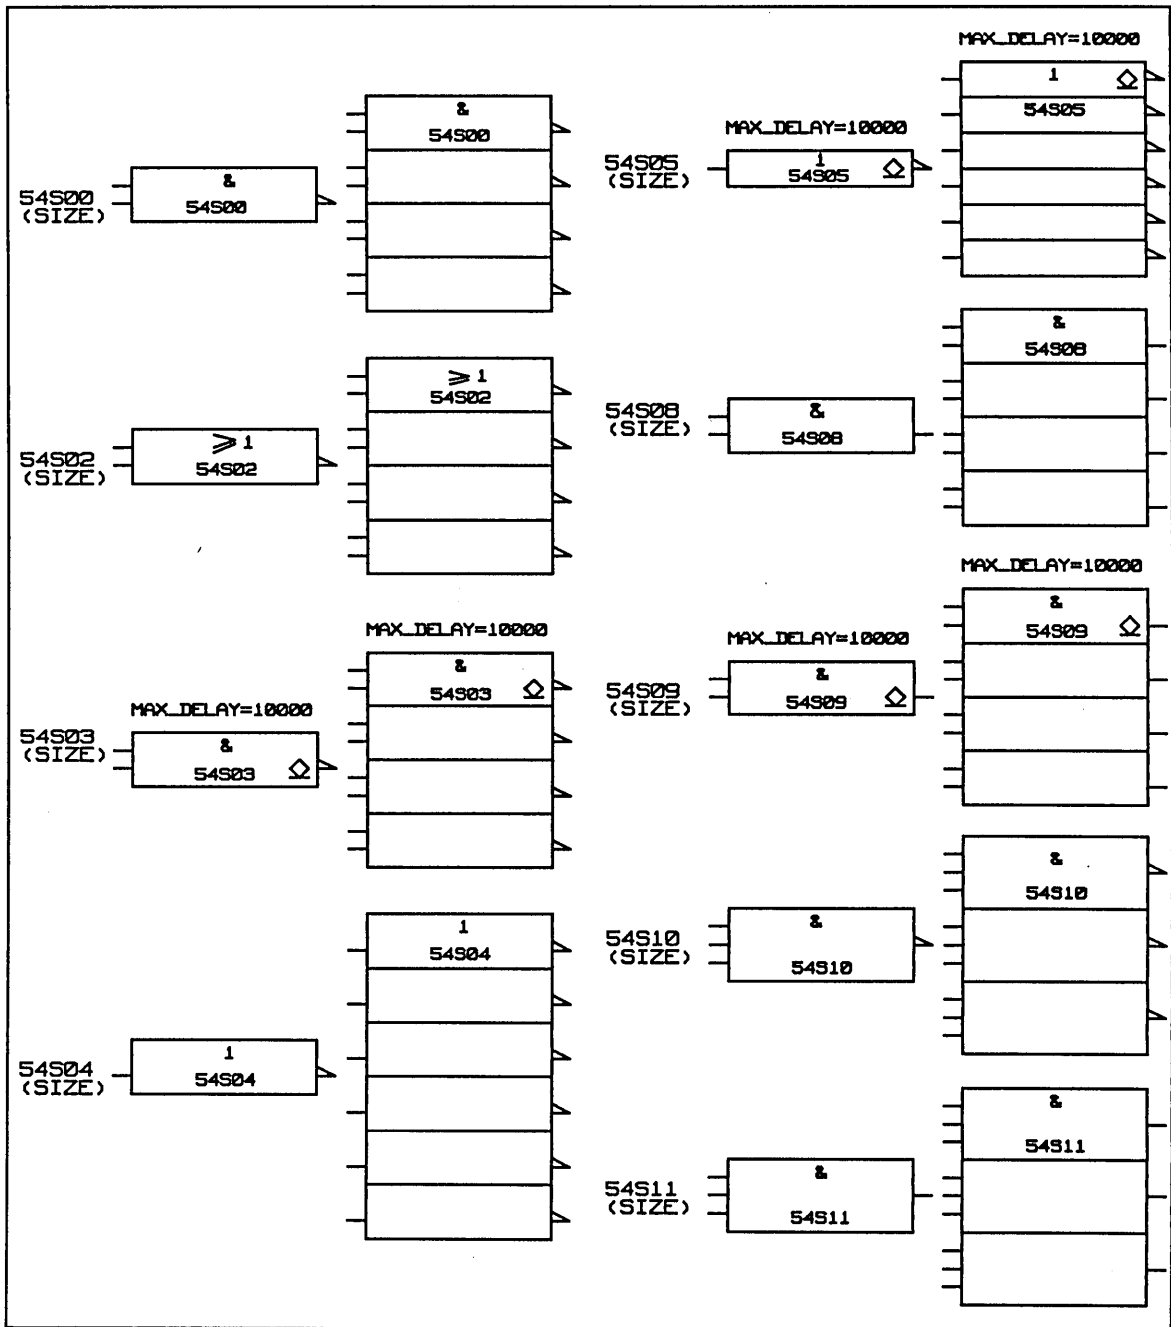 &
54S00
54S00
(SIZE)
&
54S00
≥ 1
54S02
54S02
(SIZE)
≥ 1
54S02
MAX_DELAY=10000
&
54S03
54S03
(SIZE)
MAX_DELAY=10000
&
54S03
1
54S04
54S04
(SIZE)
1
54S04
MAX_DELAY=10000
1
54S05
54S05
(SIZE)
MAX_DELAY=10000
1
54S05
&
54S08
54S08
(SIZE)
&
54S08
MAX_DELAY=10000
&
54S09
54S09
(SIZE)
MAX_DELAY=10000
&
54S09
&
54S10
54S10
(SIZE)
&
54S10
&
54S11
54S11
(SIZE)
&
54S11